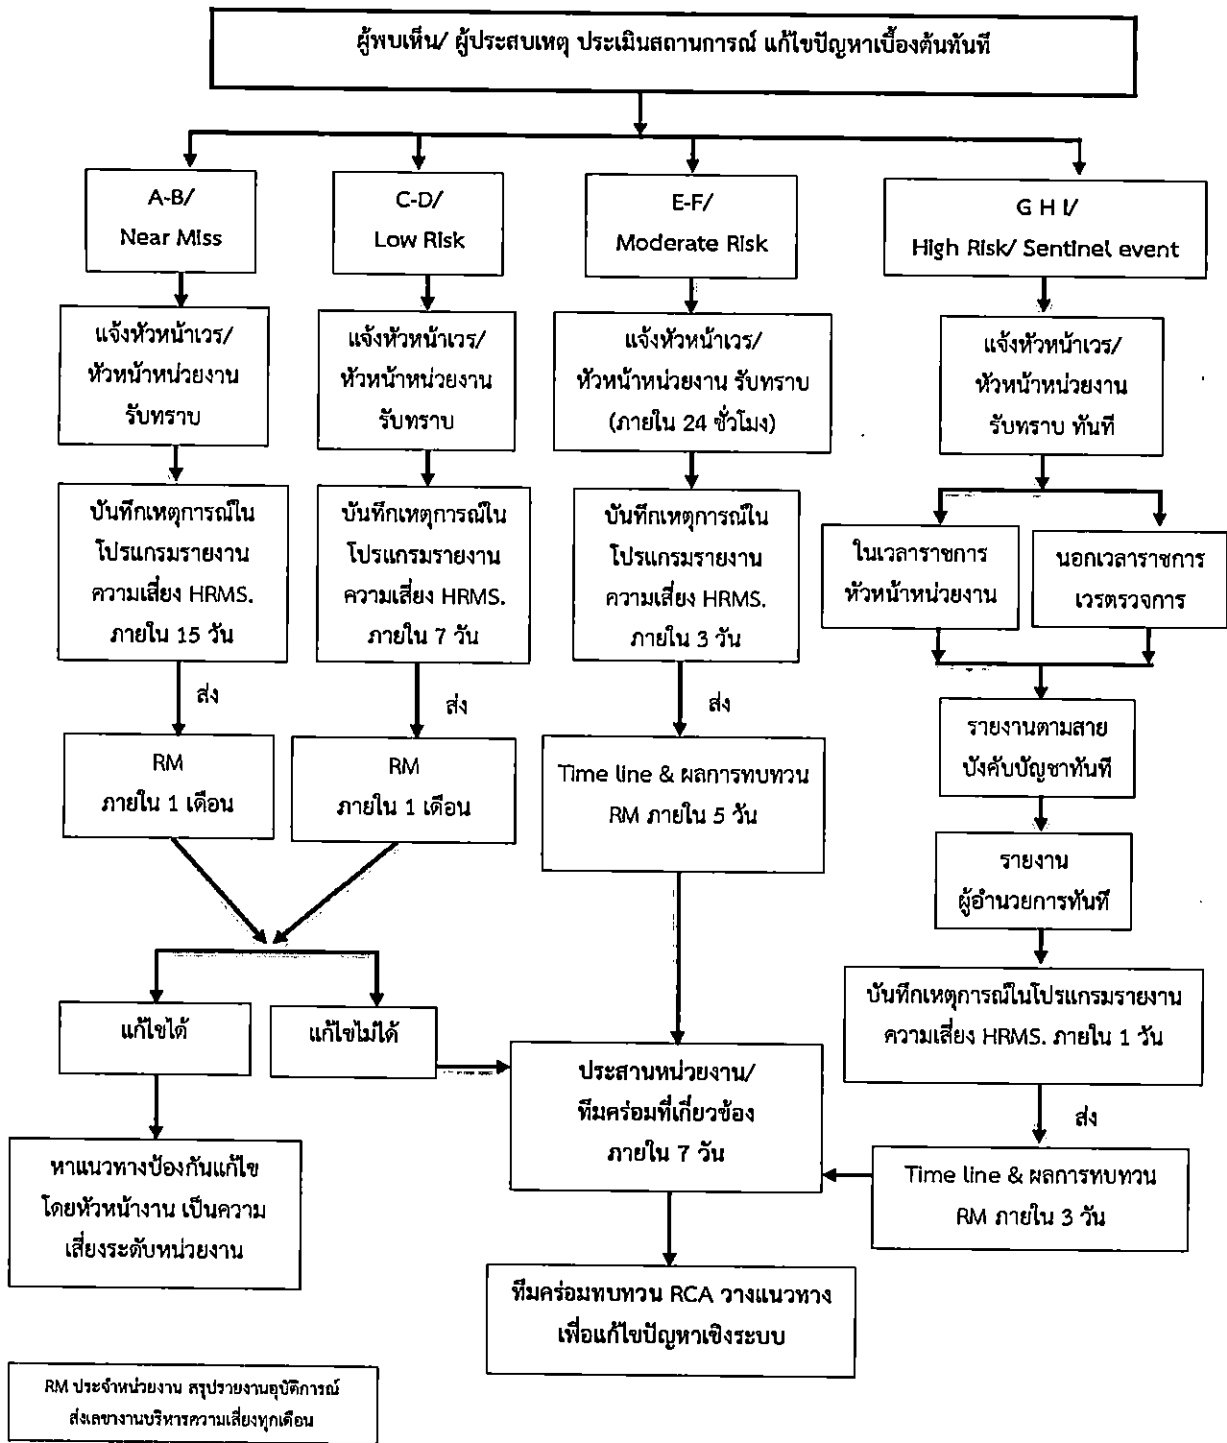 ผู้พบเห็น/ ผู้ประสบเหตุ ประเมินสถานการณ์ แก้ไขปัญหาเบื้องต้นทันที
A-B/
Near Miss
C-D/
Low Risk
E-F/
Moderate Risk
G H I/
High Risk/ Sentinel event
แจ้งหัวหน้าเวร/
หัวหน้าหน่วยงาน
รับทราบ
แจ้งหัวหน้าเวร/
หัวหน้าหน่วยงาน
รับทราบ
แจ้งหัวหน้าเวร/
หัวหน้าหน่วยงาน รับทราบ
(ภายใน 24 ชั่วโมง)
แจ้งหัวหน้าเวร/
หัวหน้าหน่วยงาน
รับทราบ ทันที
บันทึกเหตุการณ์ใน
โปรแกรมรายงาน
ความเสี่ยง HRMS.
ภายใน 15 วัน
บันทึกเหตุการณ์ใน
โปรแกรมรายงาน
ความเสี่ยง HRMS.
ภายใน 7 วัน
บันทึกเหตุการณ์ใน
โปรแกรมรายงาน
ความเสี่ยง HRMS.
ภายใน 3 วัน
ในเวลาราชการ
หัวหน้าหน่วยงาน
นอกเวลาราชการ
เวรตรวจการ
ส่ง
ส่ง
ส่ง
รายงานตามสาย
บังคับบัญชาทันที
RM
ภายใน 1 เดือน
RM
ภายใน 1 เดือน
Time line & ผลการทบทวน
RM ภายใน 5 วัน
รายงาน
ผู้อำนวยการทันที
บันทึกเหตุการณ์ในโปรแกรมรายงาน
ความเสี่ยง HRMS. ภายใน 1 วัน
แก้ไขได้
แก้ไขไม่ได้
ประสานหน่วยงาน/
ทีมคร่อมที่เกี่ยวข้อง
ภายใน 7 วัน
ส่ง
Time line & ผลการทบทวน
RM ภายใน 3 วัน
หาแนวทางป้องกันแก้ไข
โดยหัวหน้างาน เป็นความ
เสี่ยงระดับหน่วยงาน
ทีมคร่อมทบทวน RCA วางแนวทาง
เพื่อแก้ไขปัญหาเชิงระบบ
RM ประจำหน่วยงาน สรุปรายงานอุบัติการณ์
ส่งเลขางานบริหารความเสี่ยงทุกเดือน